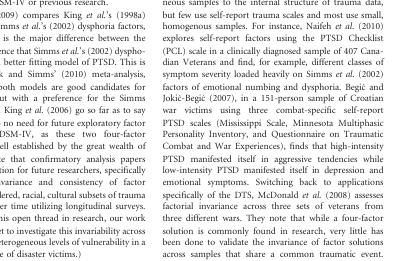 SM-IV or previous research.
2009) compares King et al.'s (1998a)
mms et al.'s (2002) dysphoria factors,
is the major difference between the
ence that Simms et al.'s (2002) dyspho-
better fitting model of PTSD. This is
k and Simms' (2010) meta-analysis,
both models are good candidates for
ut with a preference for the Simms
King et al. (2006) go so far as to say
no need for future exploratory factor
DSM-IV, as these two four-factor
ell established by the great wealth of
te that confirmatory analysis papers
tion for future researchers, specifically
variance and consistency of factor
dered, racial, cultural subsets of trauma
er time utilizing longitudinal surveys.
his open thread in research, our work
et to investigate this invariability across
heterogeneous levels of vulnerability in a
e of disaster victims.)
neous samples to the internal structure of trauma data,
but few use self-report trauma scales and most use small,
homogenous samples. For instance, Naifeh et al. (2010)
explores self-report factors using the PTSD Checklist
(PCL) scale in a clinically diagnosed sample of 407 Cana-
dian Veterans and find, for example, different classes of
symptom severity loaded heavily on Simms et al. (2002)
factors of emotional numbing and dysphoria. Begić and
Jokić-Begić (2007), in a 151-person sample of Croatian
war victims using three combat-specific self-report
PTSD scales (Mississippi Scale, Minnesota Multiphasic
Personality Inventory, and Questionnaire on Traumatic
Combat and War Experiences), finds that high-intensity
PTSD manifested itself in aggressive tendencies while
low-intensity PTSD manifested itself in depression and
emotional symptoms. Switching back to applications
specifically of the DTS, McDonald et al. (2008) assesses
factorial invariance across three sets of veterans from
three different wars. They note that while a four-factor
solution is commonly found in research, very little has
been done to validate the invariance of factor solutions
across samples that share a common traumatic event.